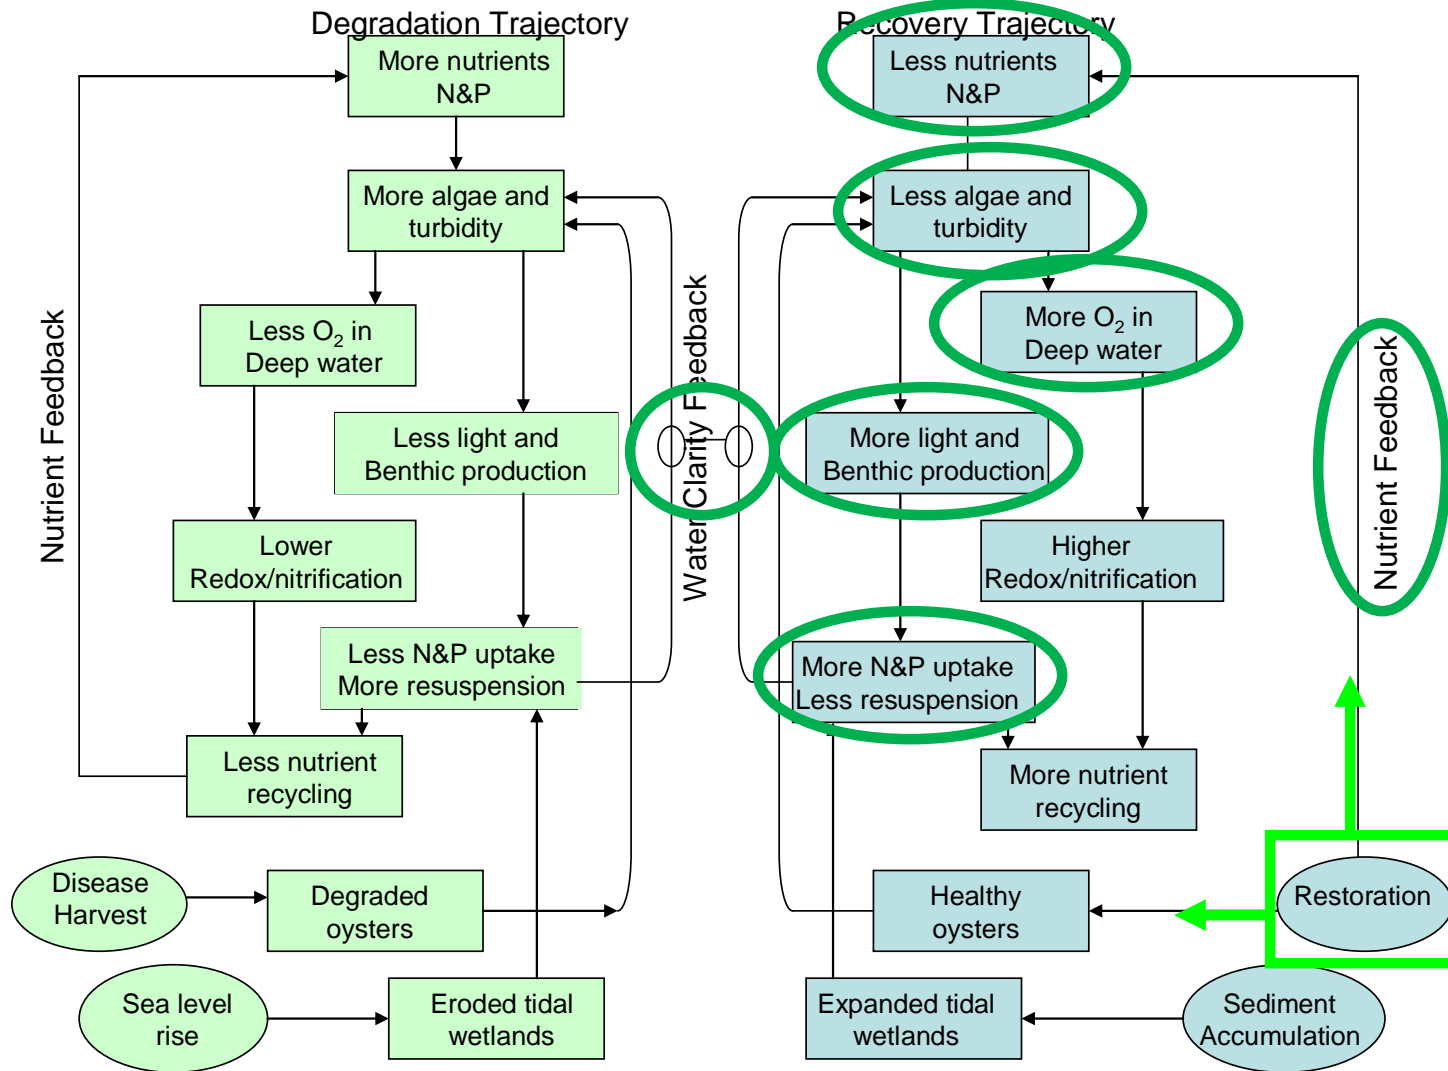 Degradation Trajectory
More nutrients
N&P
More algae and
turbidity
Less O₂ in
Deep water
Less light and
Benthic production
Lower
Redox/nitrification
Less N&P uptake
More resuspension
Less nutrient
recycling
Disease
Harvest
Degraded
oysters
Sea level
rise
Eroded tidal
wetlands
Nutrient Feedback
Water Clarity Feedback
Recovery Trajectory
Less nutrients
N&P
Less algae and
turbidity
More O₂ in
Deep water
More light and
Benthic production
Higher
Redox/nitrification
More N&P uptake
Less resuspension
More nutrient
recycling
Healthy
oysters
Restoration
Expanded tidal
wetlands
Sediment
Accumulation
Nutrient Feedback